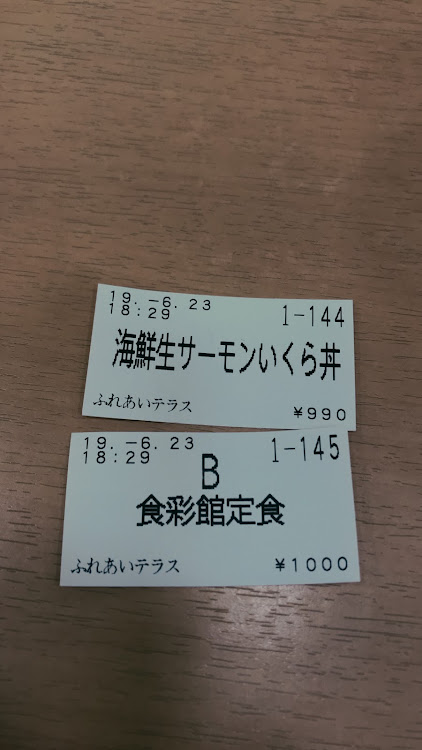 19. -6. 23
18:29
1-144
海鮮生サーモンいくら丼
ふれあいテラス
¥990
19. -6. 23
18:29
1-145
B
食彩館定食
ふれあいテラス
¥1000